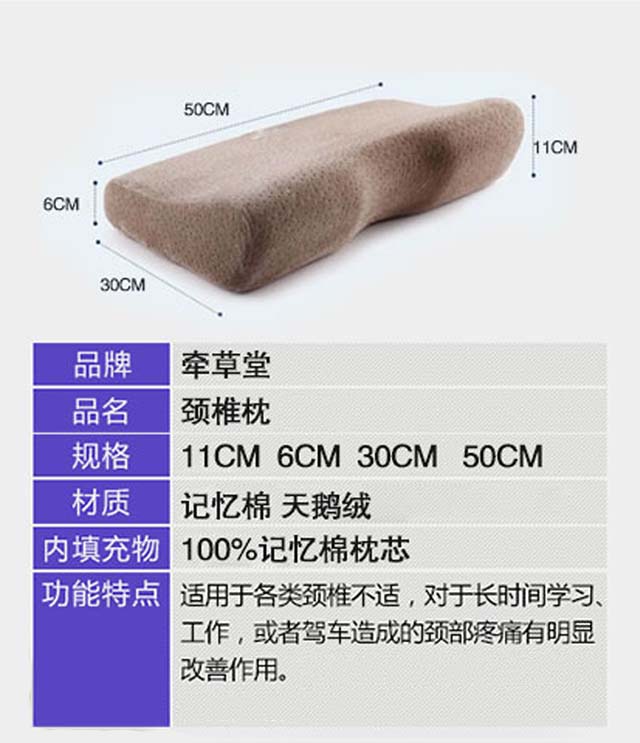 50CM
11CM
6CM
30CM
品牌 牵草堂
品名 颈椎枕
规格 11CM 6CM 30CM 50CM
材质 记忆棉 天鹅绒
内填充物 100%记忆棉枕芯
功能特点 适用于各类颈椎不适，对于长时间学习、
工作，或者驾车造成的颈部疼痛有明显
改善作用。